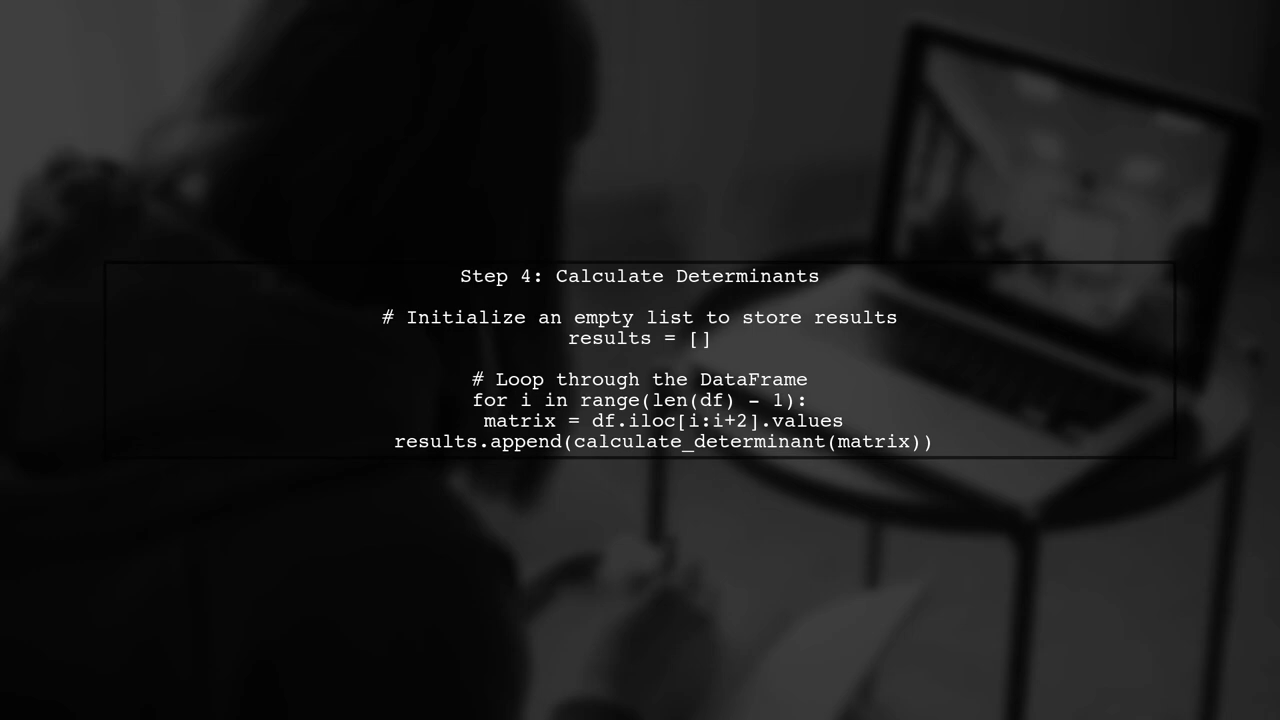 Step 4: Calculate Determinants
# Initialize an empty list to store results
results = []
# Loop through the DataFrame
for i in range(len(df) - 1):
matrix = df.iloc[i:i+2].values
results.append(calculate_determinant(matrix))